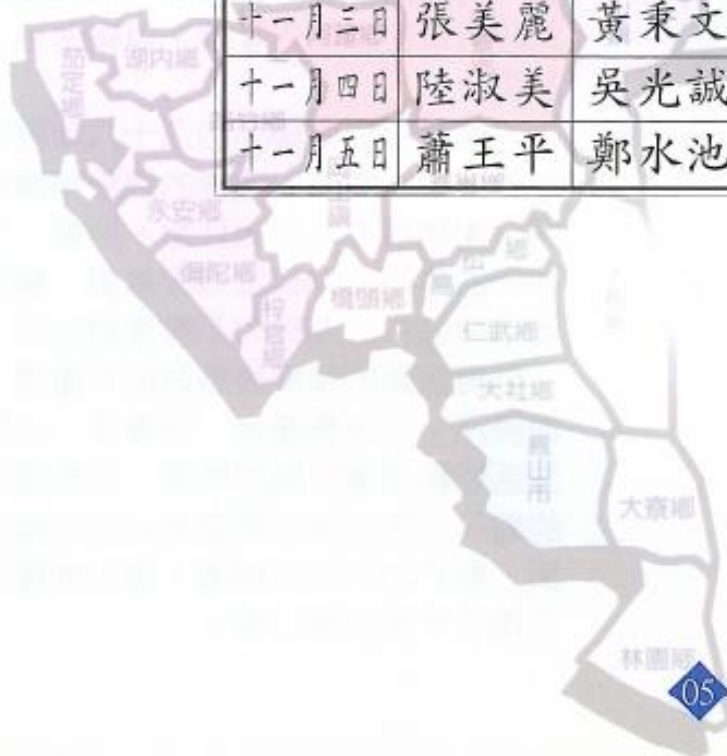 十一月三日 張美麗 黃秉文
十一月四日 陸淑美 吳光誠
十一月五日 蕭王平 鄭水池
茄定鄉
湖內鄉
永安鄉
彌陀鄉
梓官鄉
橋頭鄉
鳥松鄉
仁武鄉
大社鄉
鳳山市
大寮鄉
林園鄉
05